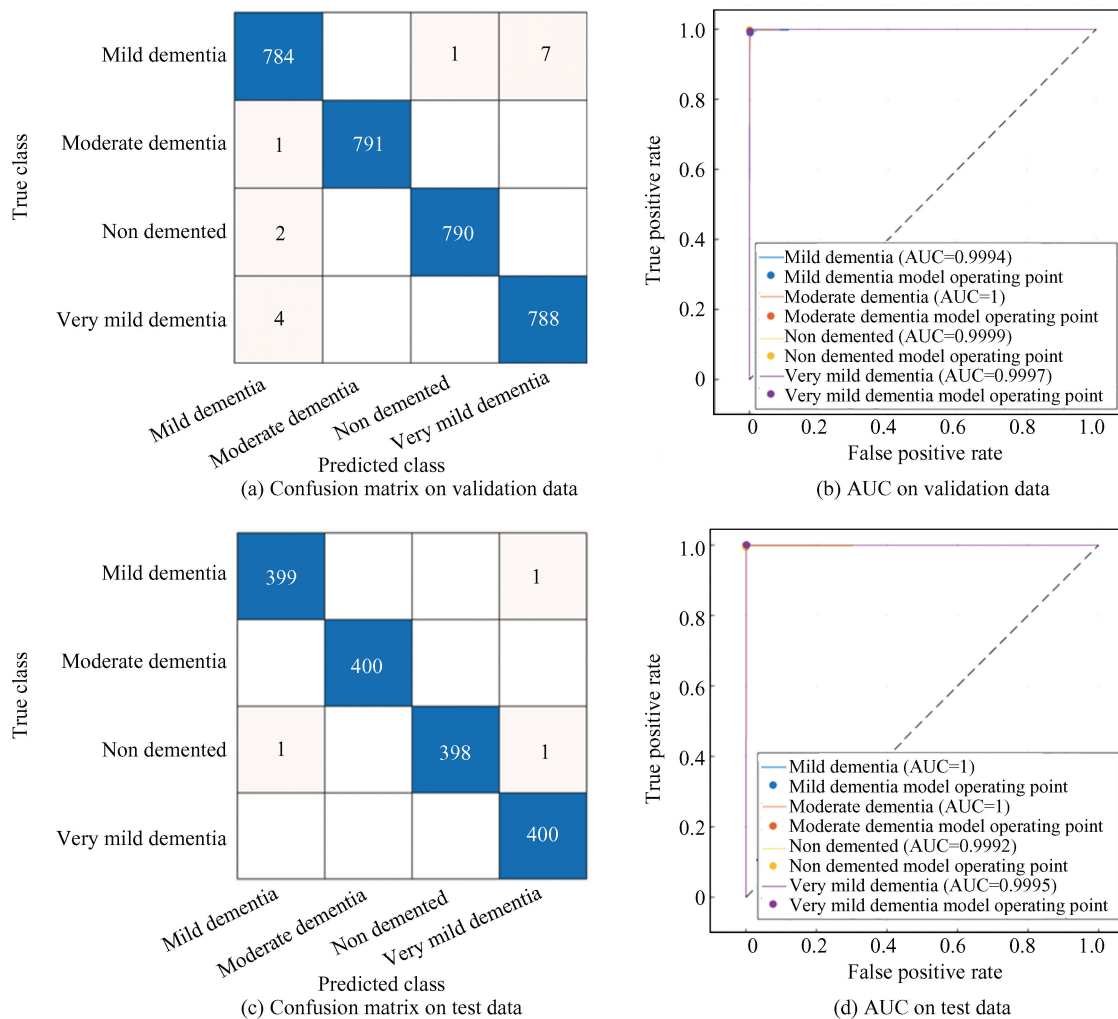 True class
Mild dementia
784
1
7
Moderate dementia
1
791
Non demented
2
790
Very mild dementia
4
788
Mild dementia
Moderate dementia
Non demented
Very mild dementia
Predicted class
(a) Confusion matrix on validation data
True positive rate
1.0
0.8
0.6
0.4
0.2
0
Mild dementia (AUC=0.9994)
Mild dementia model operating point
Moderate dementia (AUC=1)
Moderate dementia model operating point
Non demented (AUC=0.9999)
Non demented model operating point
Very mild dementia (AUC=0.9997)
Very mild dementia model operating point
0
0.2
0.4
0.6
0.8
1.0
False positive rate
(b) AUC on validation data
True class
Mild dementia
399
1
Moderate dementia
400
Non demented
1
398
1
Very mild dementia
400
Mild dementia
Moderate dementia
Non demented
Very mild dementia
Predicted class
(c) Confusion matrix on test data
True positive rate
1.0
0.8
0.6
0.4
0.2
0
Mild dementia (AUC=1)
Mild dementia model operating point
Moderate dementia (AUC=1)
Moderate dementia model operating point
Non demented (AUC=0.9992)
Non demented model operating point
Very mild dementia (AUC=0.9995)
Very mild dementia model operating point
0
0.2
0.4
0.6
0.8
1.0
False positive rate
(d) AUC on test data